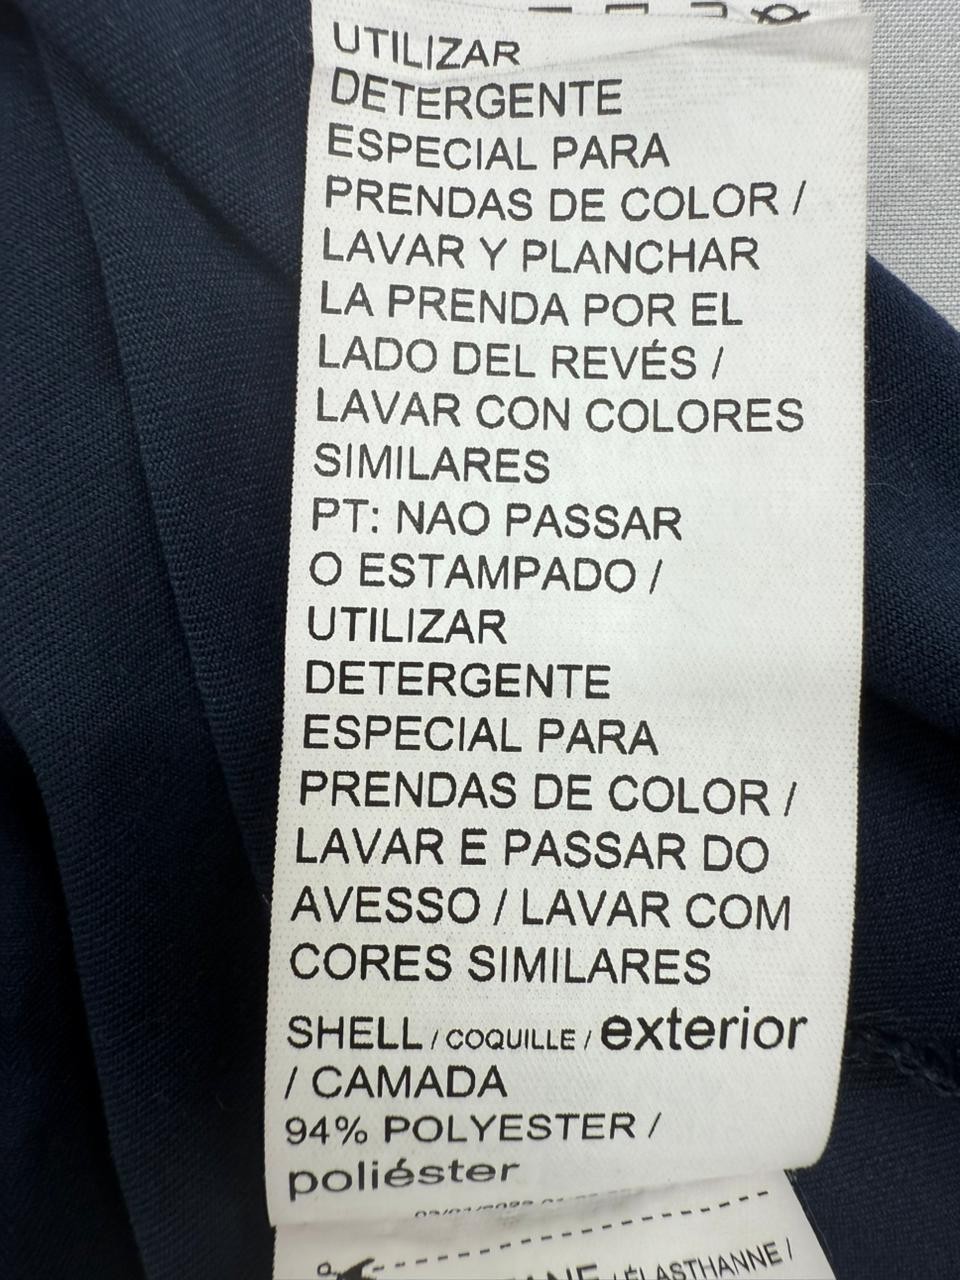 UTILIZAR
DETERGENTE
ESPECIAL PARA
PRENDAS DE COLOR /
LAVAR Y PLANCHAR
LA PRENDA POR EL
LADO DEL REVÉS /
LAVAR CON COLORES
SIMILARES
PT: NAO PASSAR
O ESTAMPADO /
UTILIZAR
DETERGENTE
ESPECIAL PARA
PRENDAS DE COLOR /
LAVAR E PASSAR DO
AVESSO / LAVAR COM
CORES SIMILARES
SHELL / COQUILLE / exterior
/ CAMADA
94% POLYESTER /
poliéster
/ ÉLASTHANNE /